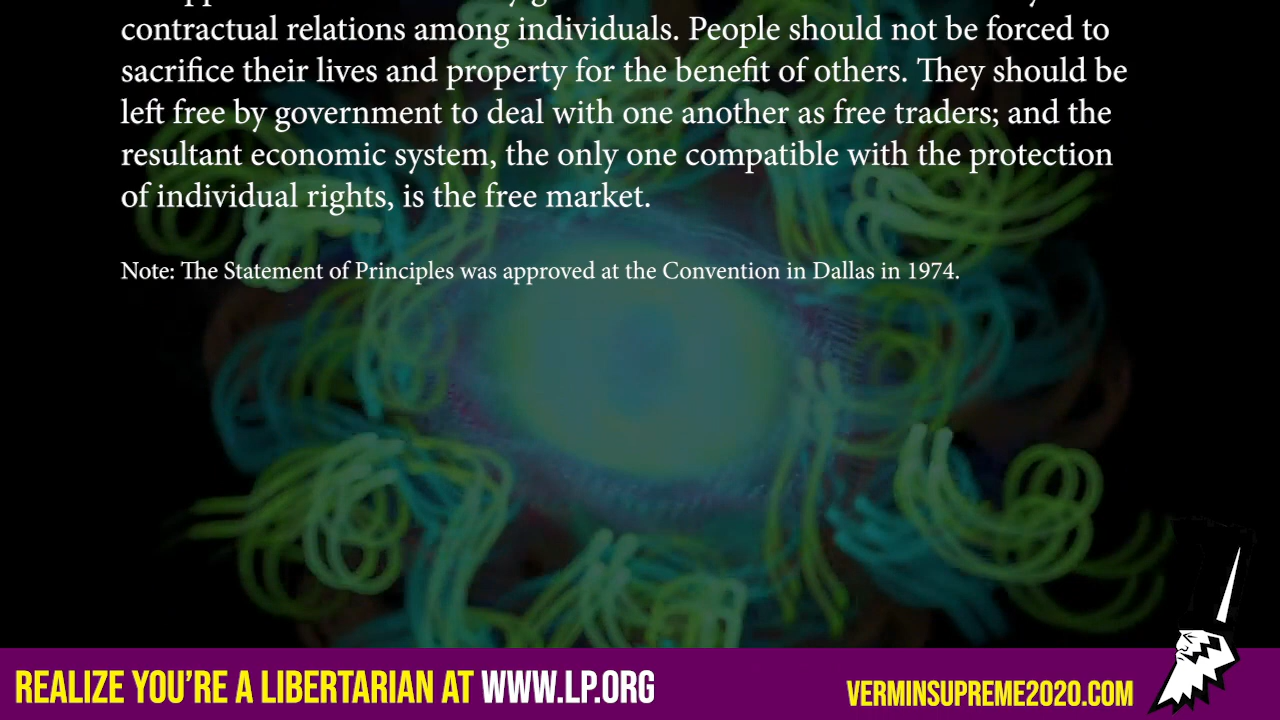 contractual relations among individuals. People should not be forced to
sacrifice their lives and property for the benefit of others. They should be
left free by government to deal with one another as free traders; and the
resultant economic system, the only one compatible with the protection
of individual rights, is the free market.
Note: The Statement of Principles was approved at the Convention in Dallas in 1974.
REALIZE YOU'RE A LIBERTARIAN AT WWW.LP.ORG
VERMINSUPREME2020.COM